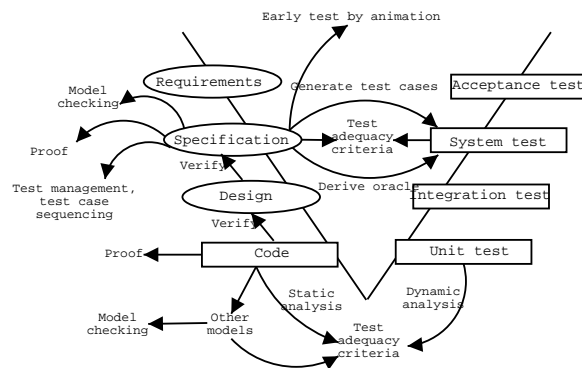 Early test by animation
Requirements
Model
checking
Generate test cases
Acceptance test
Specification
Test
adequacy
criteria
System test
Proof
Verify
Test management,
test case
sequencing
Derive oracle
Design
Integration test
Verify
Proof
Code
Unit test
Static
analysis
Dynamic
analysis
Model
checking
Other
models
Test
adequacy
criteria